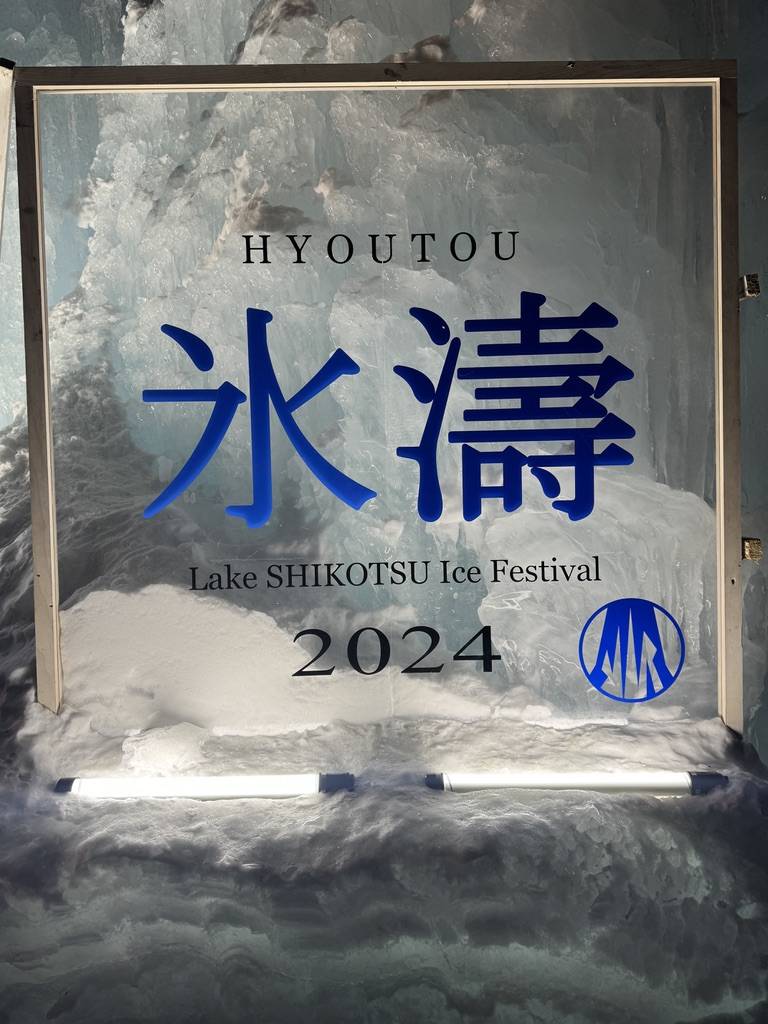 HYOUTOU
氷濤
Lake SHIKOTSU Ice Festival
2024